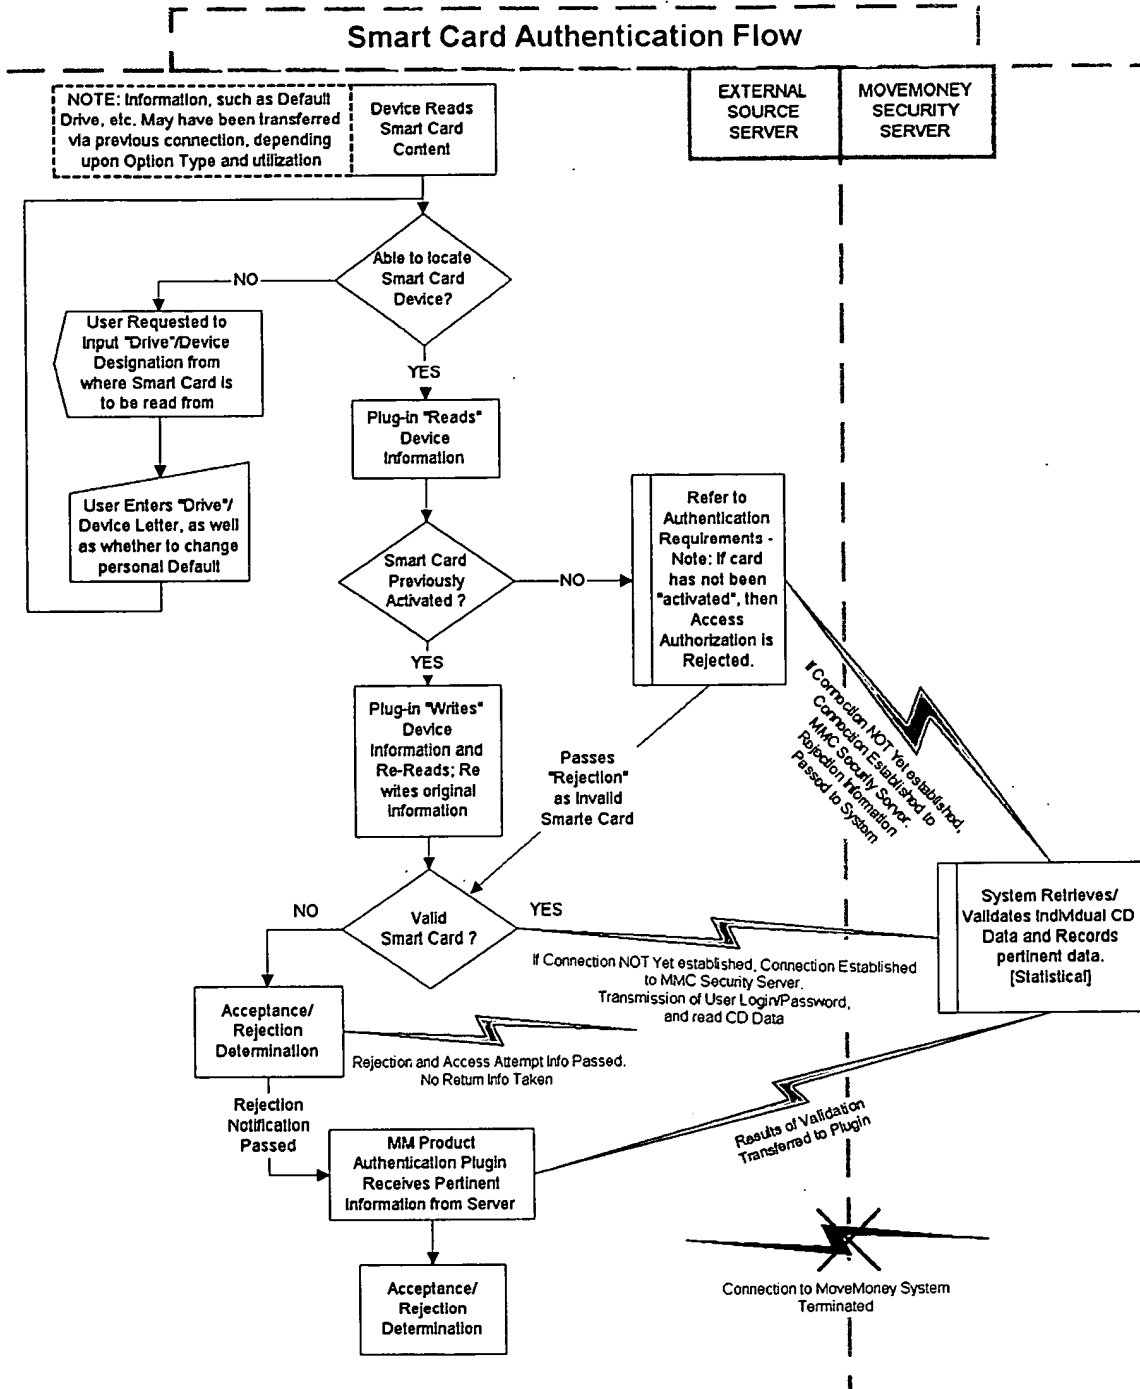 Smart Card Authentication Flow
NOTE: Information, such as Default
Drive, etc. May have been transferred
via previous connection, depending
upon Option Type and utilization
Device Reads
Smart Card
Content
EXTERNAL
SOURCE
SERVER
MOVEMONEY
SECURITY
SERVER
Able to locate
Smart Card
Device?
NO
User Requested to
Input "Drive"/Device
Designation from
where Smart Card is
to be read from
YES
Plug-in "Reads"
Device
Information
User Enters "Drive"/
Device Letter, as well
as whether to change
personal Default
Smart Card
Previously
Activated ?
NO
Refer to
Authentication
Requirements -
Note: If card
has not been
"activated", then
Access
Authorization is
Rejected.
YES
Plug-in "Writes"
Device
Information and
Re-Reads; Re
writes original
information
Passes
"Rejection"
as Invalid
Smarte Card
If Connection NOT Yet established,
Connection Established to
MMC Security Server.
Rejection Information
Passed to System
Valid
Smart Card ?
NO
YES
If Connection NOT Yet established, Connection Established
to MMC Security Server.
Transmission of User Login/Password,
and read CD Data
System Retrieves/
Validates Individual CD
Data and Records
pertinent data.
[Statistical]
Acceptance/
Rejection
Determination
Rejection and Access Attempt Info Passed.
No Return Info Taken
Rejection
Notification
Passed
MM Product
Authentication Plugin
Receives Pertinent
Information from Server
Results of Validation
Transferred to Plugin
Acceptance/
Rejection
Determination
Connection to MoveMoney System
Terminated